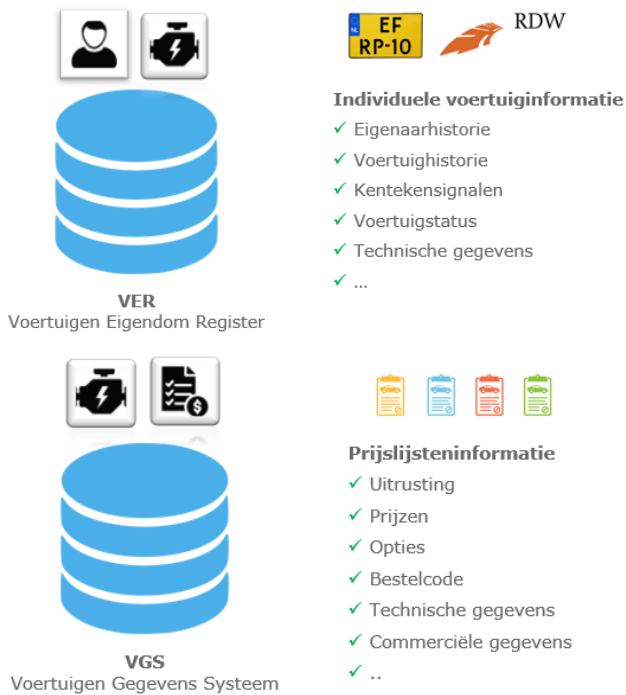 NL
EF
RP-10
RDW
Individuele voertuiginformatie
✓ Eigenaarhistorie
✓ Voertuighistorie
✓ Kentekensignalen
✓ Voertuigstatus
✓ Technische gegevens
✓ ...
VER
Voertuigen Eigendom Register
$
Prijslijsteninformatie
✓ Uitrusting
✓ Prijzen
✓ Opties
✓ Bestelcode
✓ Technische gegevens
✓ Commerciële gegevens
✓ ..
VGS
Voertuigen Gegevens Systeem